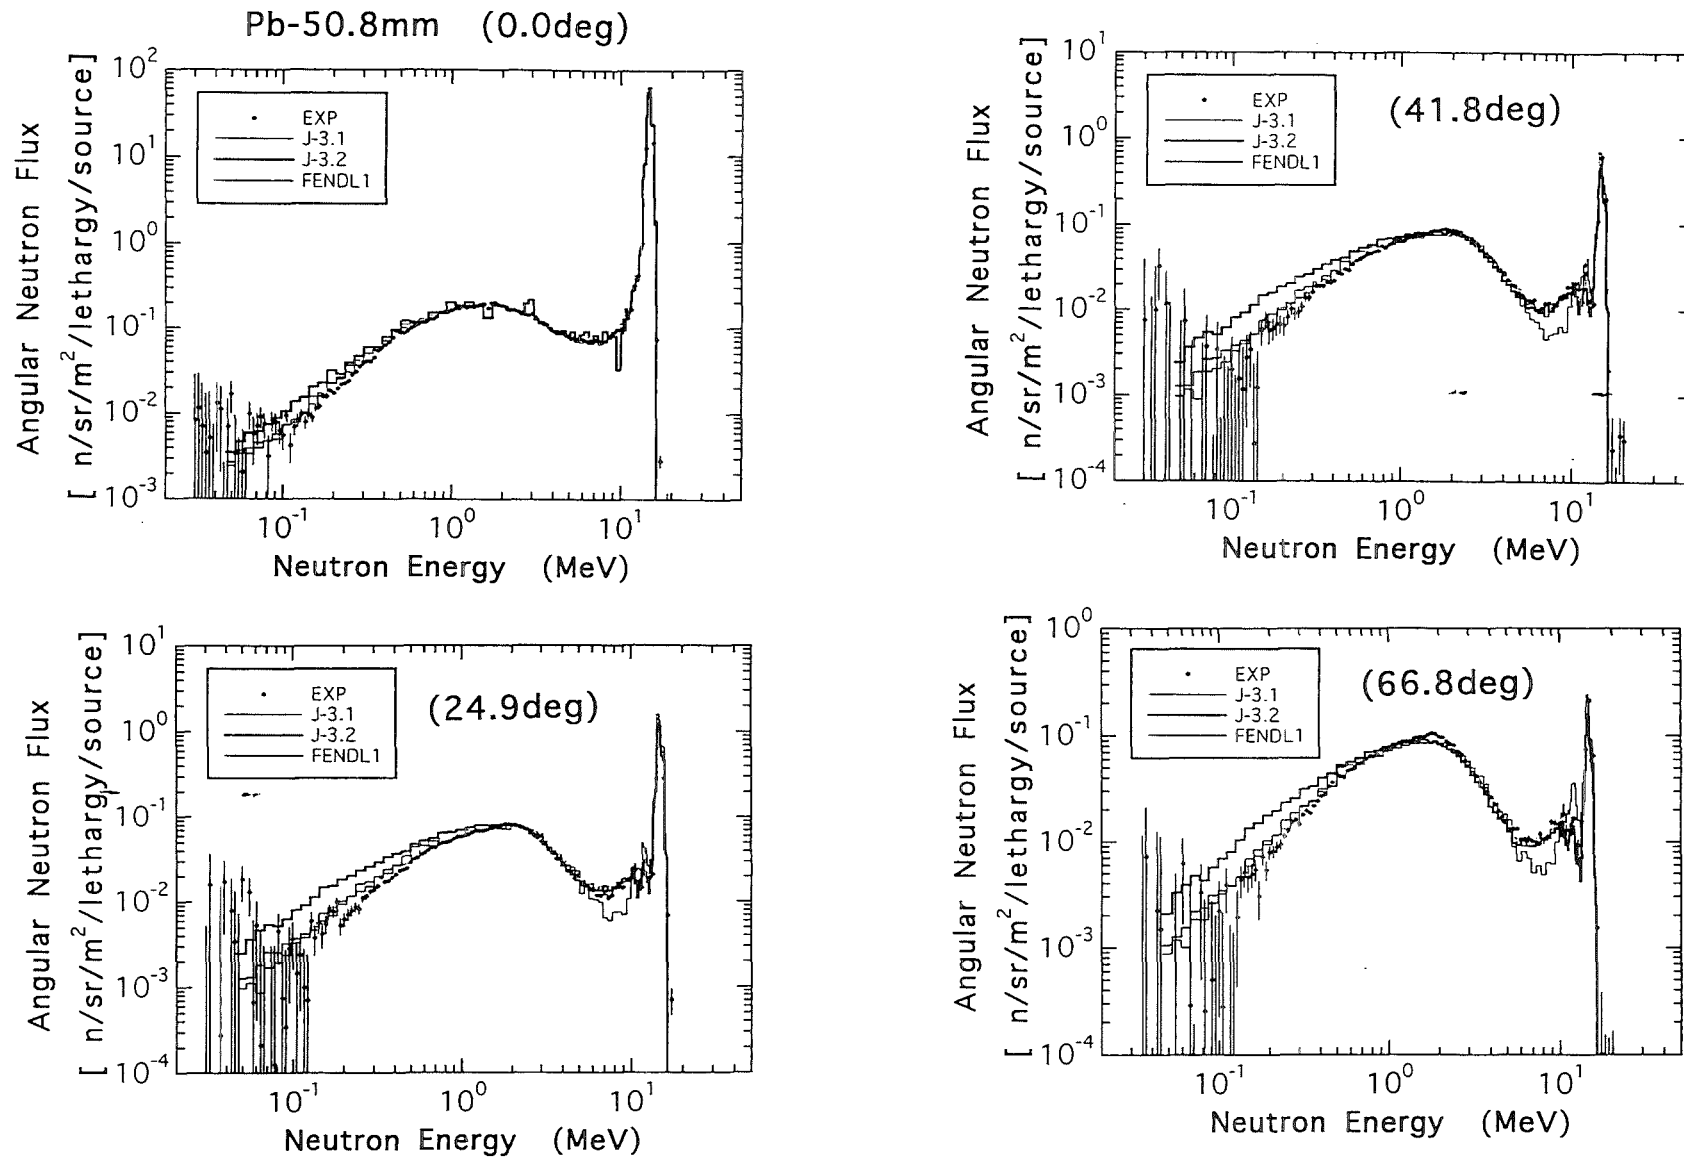 Pb-50.8mm (0.0deg)
Angular Neutron Flux
[ n/sr/m²/lethargy/source]
10²
10¹
10⁰
10⁻¹
10⁻²
10⁻³
EXP
J-3.1
J-3.2
FENDL1
10⁻¹ 10⁰ 10¹
Neutron Energy (MeV)
(41.8deg)
Angular Neutron Flux
[ n/sr/m²/lethargy/source]
10¹
10⁰
10⁻¹
10⁻²
10⁻³
10⁻⁴
EXP
J-3.1
J-3.2
FENDL1
10⁻¹ 10⁰ 10¹
Neutron Energy (MeV)
(24.9deg)
Angular Neutron Flux
[ n/sr/m²/lethargy/source]
10¹
10⁰
10⁻¹
10⁻²
10⁻³
10⁻⁴
EXP
J-3.1
J-3.2
FENDL1
10⁻¹ 10⁰ 10¹
Neutron Energy (MeV)
(66.8deg)
Angular Neutron Flux
[ n/sr/m²/lethargy/source]
10⁰
10⁻¹
10⁻²
10⁻³
10⁻⁴
EXP
J-3.1
J-3.2
FENDL1
10⁻¹ 10⁰ 10¹
Neutron Energy (MeV)